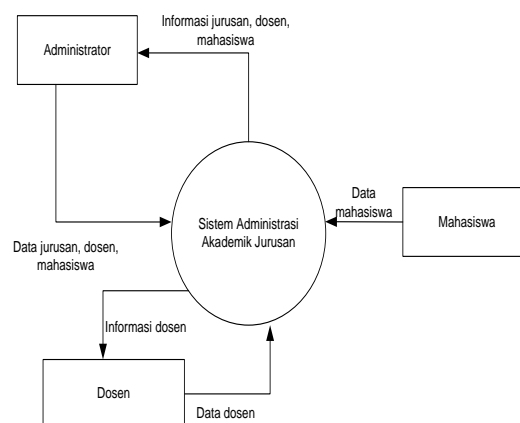 Informasi jurusan, dosen,
mahasiswa
Administrator
Data
mahasiswa
Mahasiswa
Sistem Administrasi
Akademik Jurusan
Data jurusan, dosen,
mahasiswa
Informasi dosen
Dosen
Data dosen